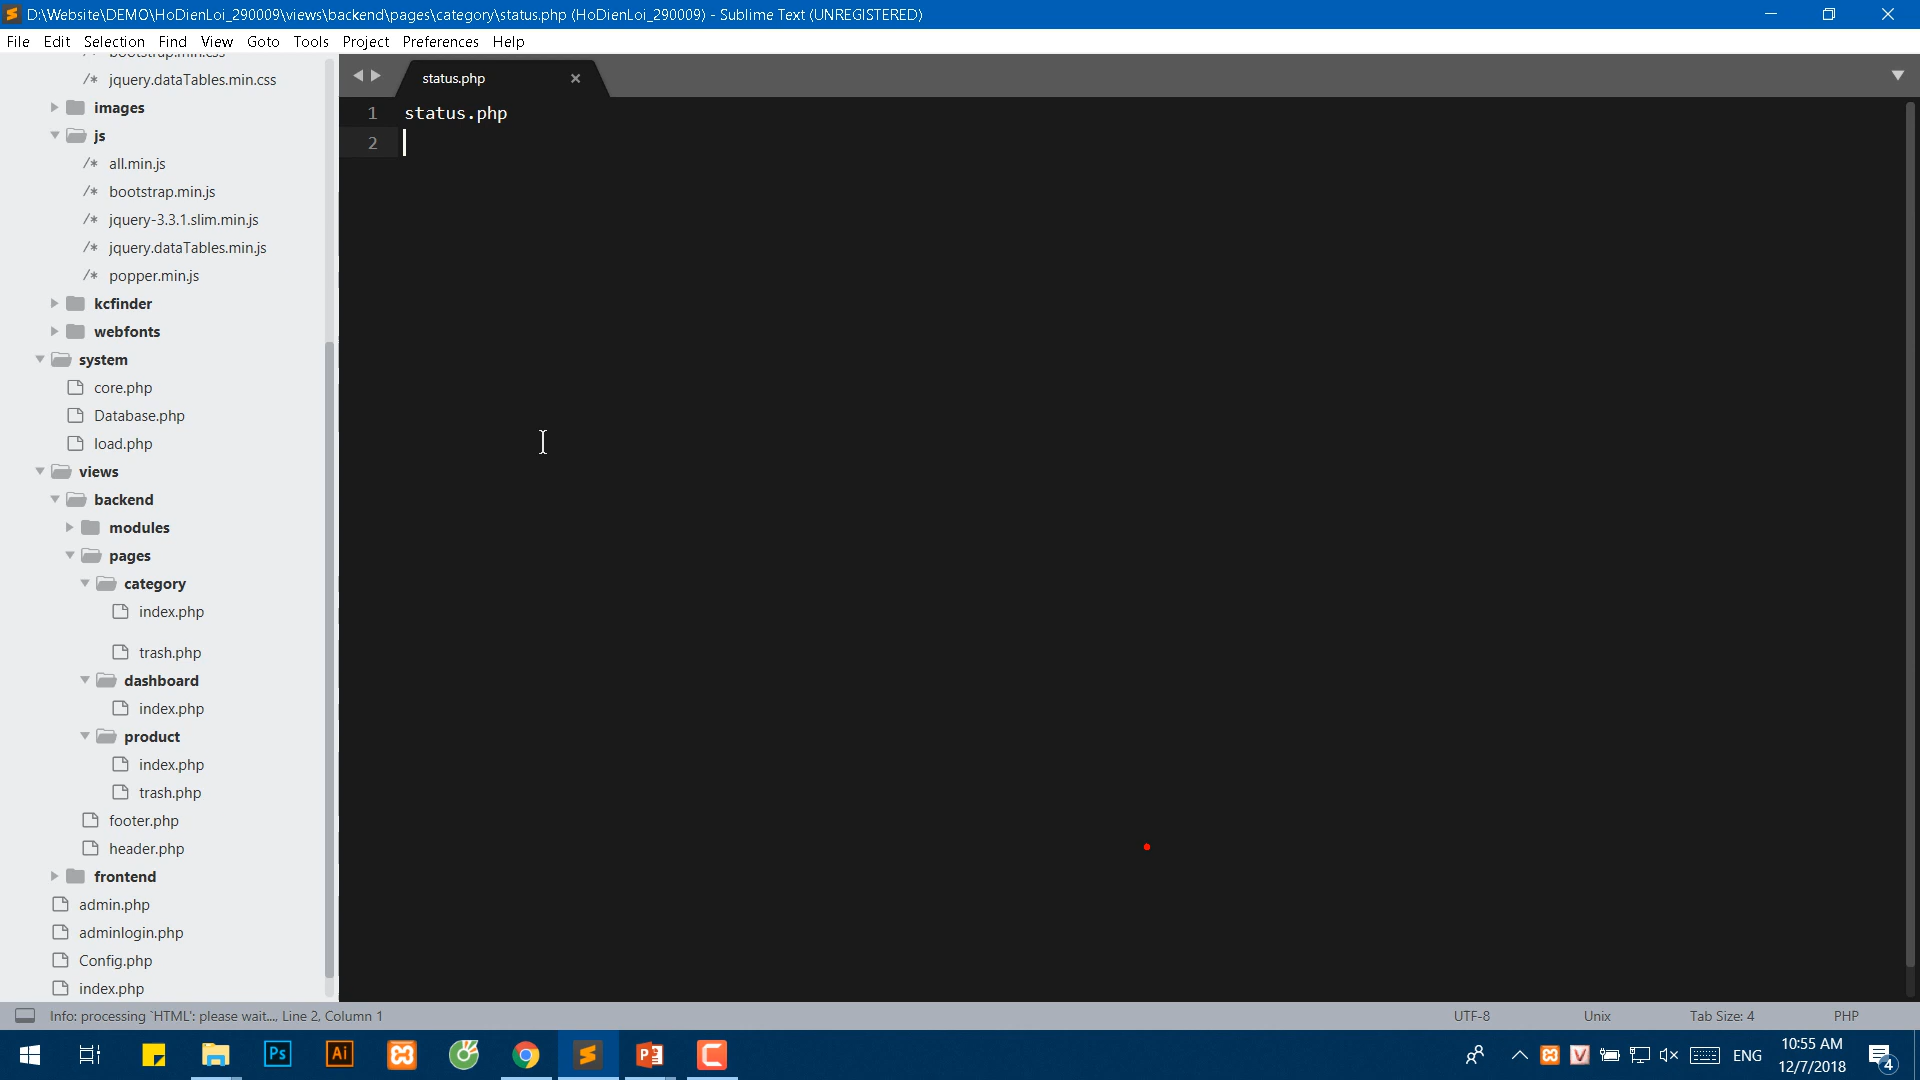 D:\Website\DEMO\HoDienLoi_290009\views\backend\pages\category\status.php (HoDienLoi_290009) - Sublime Text (UNREGISTERED)
File Edit Selection Find View Goto Tools Project Preferences Help
bootstrap.min.css
/* jquery.dataTables.min.css
images
js
/* all.min.js
/* bootstrap.min.js
/* jquery-3.3.1.slim.min.js
/* jquery.dataTables.min.js
/* popper.min.js
kcfinder
webfonts
system
core.php
Database.php
load.php
views
backend
modules
pages
category
index.php
trash.php
dashboard
index.php
product
index.php
trash.php
footer.php
header.php
frontend
admin.php
adminlogin.php
Config.php
index.php
status.php
1 status.php
2
Info: processing `HTML': please wait..., Line 2, Column 1
UTF-8 Unix Tab Size: 4 PHP
Ps Ai
ENG
10:55 AM
12/7/2018
4